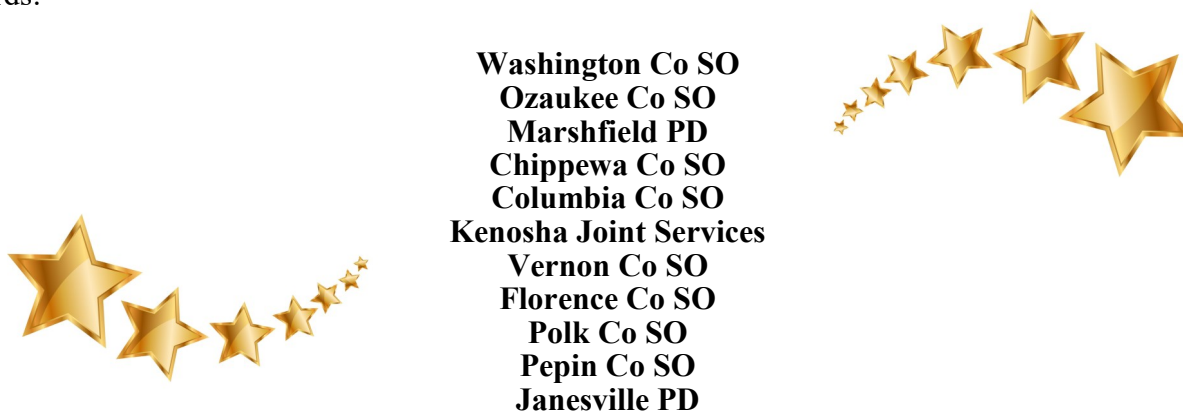 Washington Co SO
Ozaukee Co SO
Marshfield PD
Chippewa Co SO
Columbia Co SO
Kenosha Joint Services
Vernon Co SO
Florence Co SO
Polk Co SO
Pepin Co SO
Janesville PD